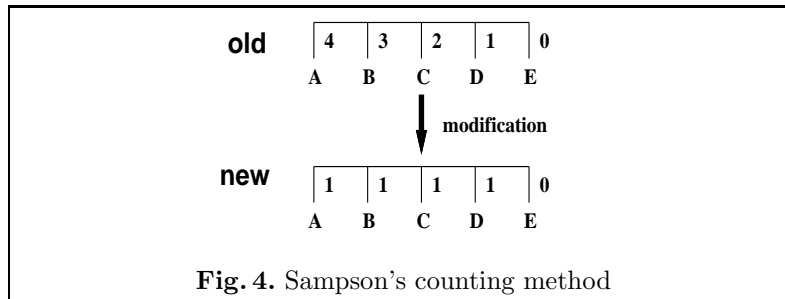 old 4 3 2 1 0
A B C D E
modification
new 1 1 1 1 0
A B C D E
Fig. 4. Sampson's counting method